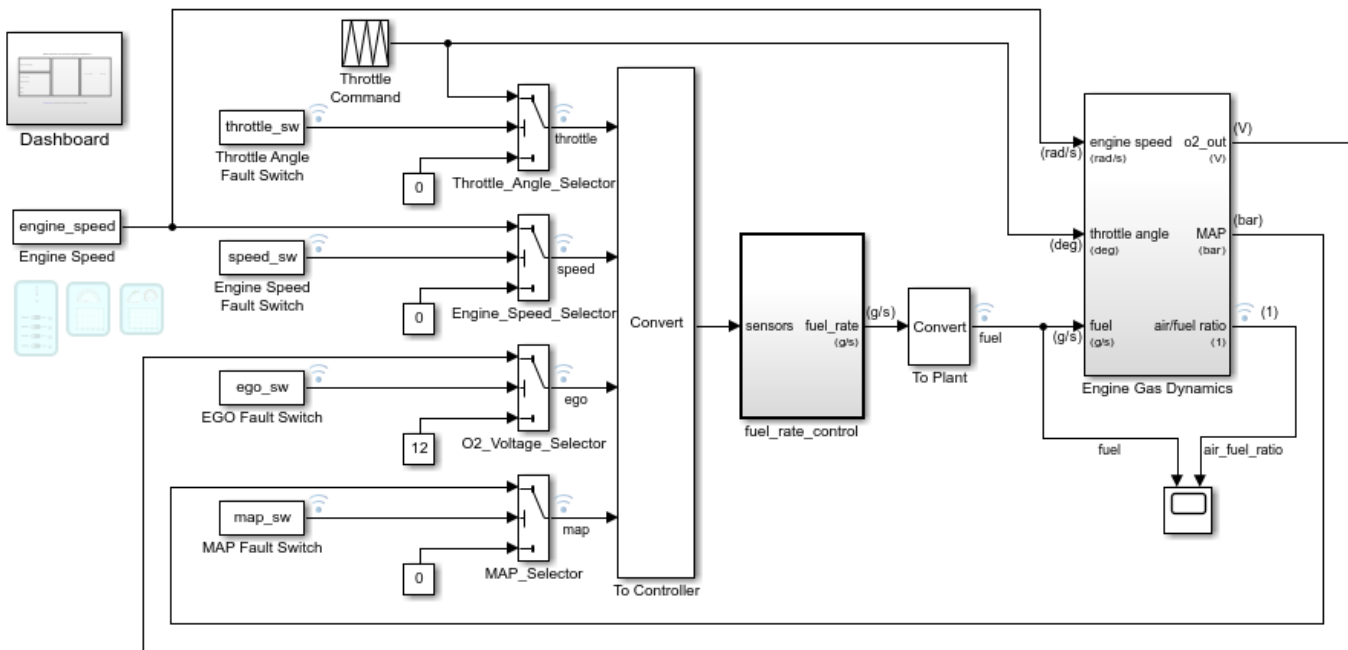 Dashboard
Throttle
Command
throttle_sw
Throttle Angle
Fault Switch
0
throttle
Throttle_Angle_Selector
engine_speed
Engine Speed
speed_sw
Engine Speed
Fault Switch
0
speed
Engine_Speed_Selector
ego_sw
EGO Fault Switch
12
ego
O2_Voltage_Selector
map_sw
MAP Fault Switch
0
map
MAP_Selector
Convert
To Controller
sensors
fuel_rate
(g/s)
(g/s)
fuel_rate_control
Convert
To Plant
fuel
(rad/s)
(deg)
(g/s)
engine speed
(rad/s)
throttle angle
(deg)
fuel
(g/s)
o2_out
(V)
MAP
(bar)
air/fuel ratio
(1)
Engine Gas Dynamics
(V)
(bar)
(1)
fuel
air_fuel_ratio